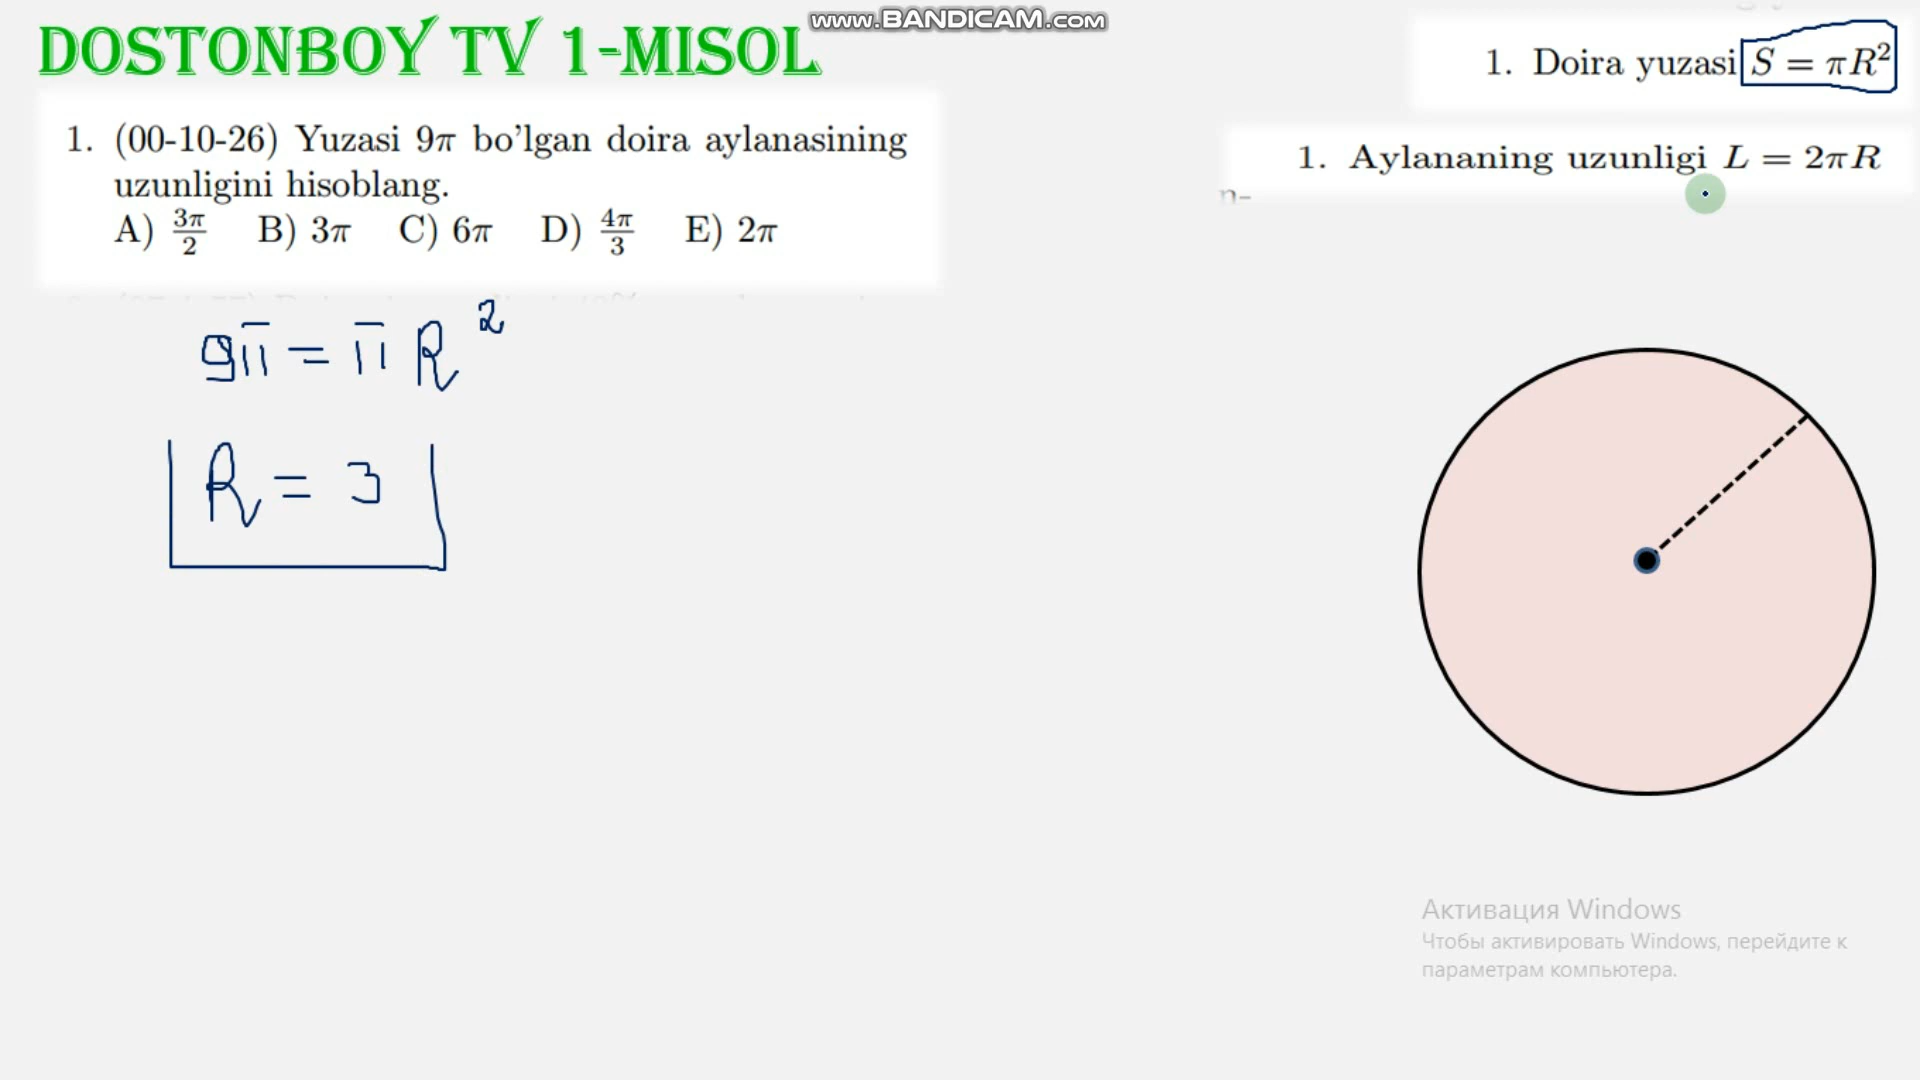 www.BANDICAM.com
DOSTONBOY TV 1-MISOL
1. Doira yuzasi S = πR²
1. (00-10-26) Yuzasi 9π bo'lgan doira aylanasining
uzunligini hisoblang.
A) 3π/2 B) 3π C) 6π D) 4π/3 E) 2π
1. Aylananing uzunligi L = 2πR
n-
9π = π R²
R = 3
Активация Windows
Чтобы активировать Windows, перейдите к
параметрам компьютера.